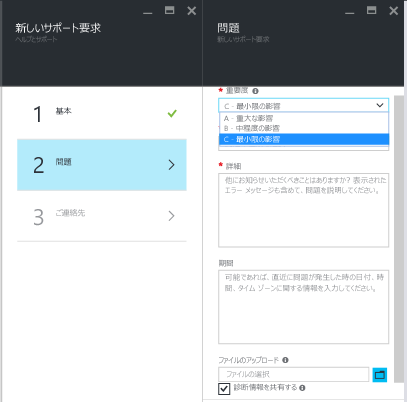 新しいサポート要求
ヘルプとサポート
1 基本
2 問題
3 ご連絡先
問題
新しいサポート要求
* 重要度
C - 最小限の影響
A - 重大な影響
B - 中程度の影響
C - 最小限の影響
* 詳細
他にお知らせいただくべきことはありますか? 表示された
エラー メッセージも含めて、問題を説明してください。
期間
可能であれば、直近に問題が発生した時の日付、時
間、タイム ゾーンに関する情報を入力してください。
ファイルのアップロード
ファイルの選択
診断情報を共有する